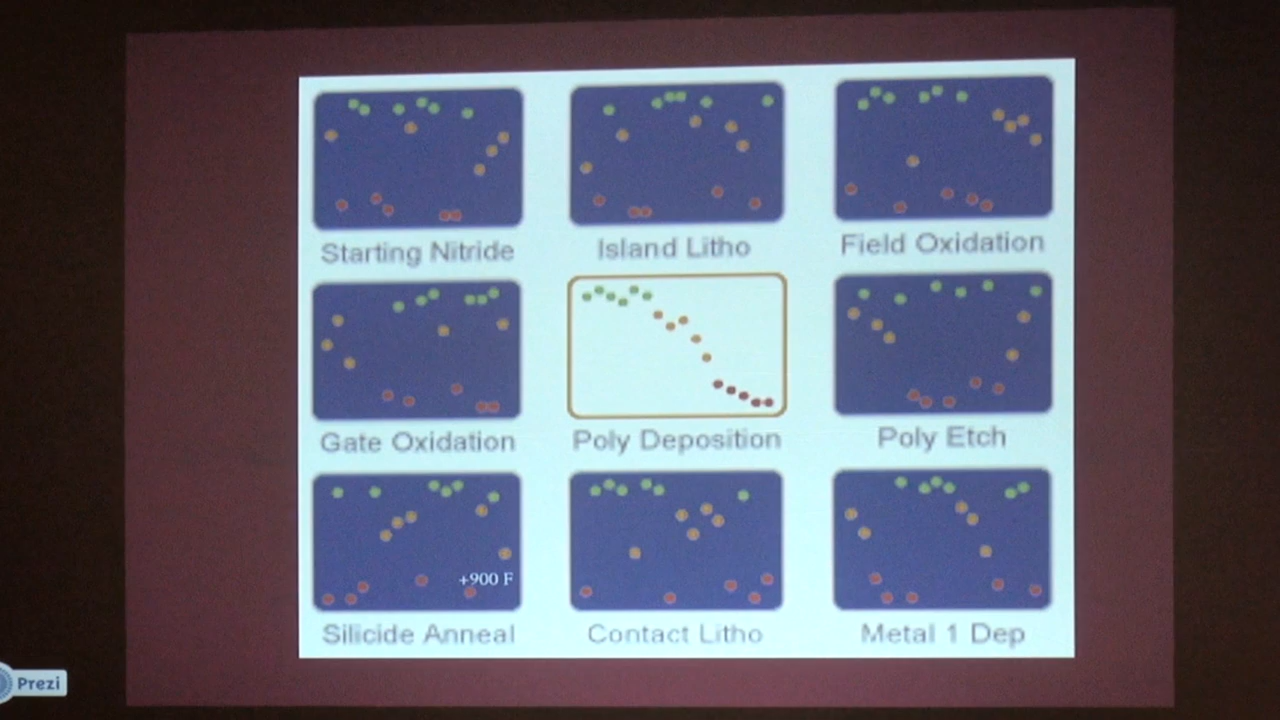 Starting Nitride
Island Litho
Field Oxidation
Gate Oxidation
Poly Deposition
Poly Etch
+900 F
Silicide Anneal
Contact Litho
Metal 1 Dep
Prezi